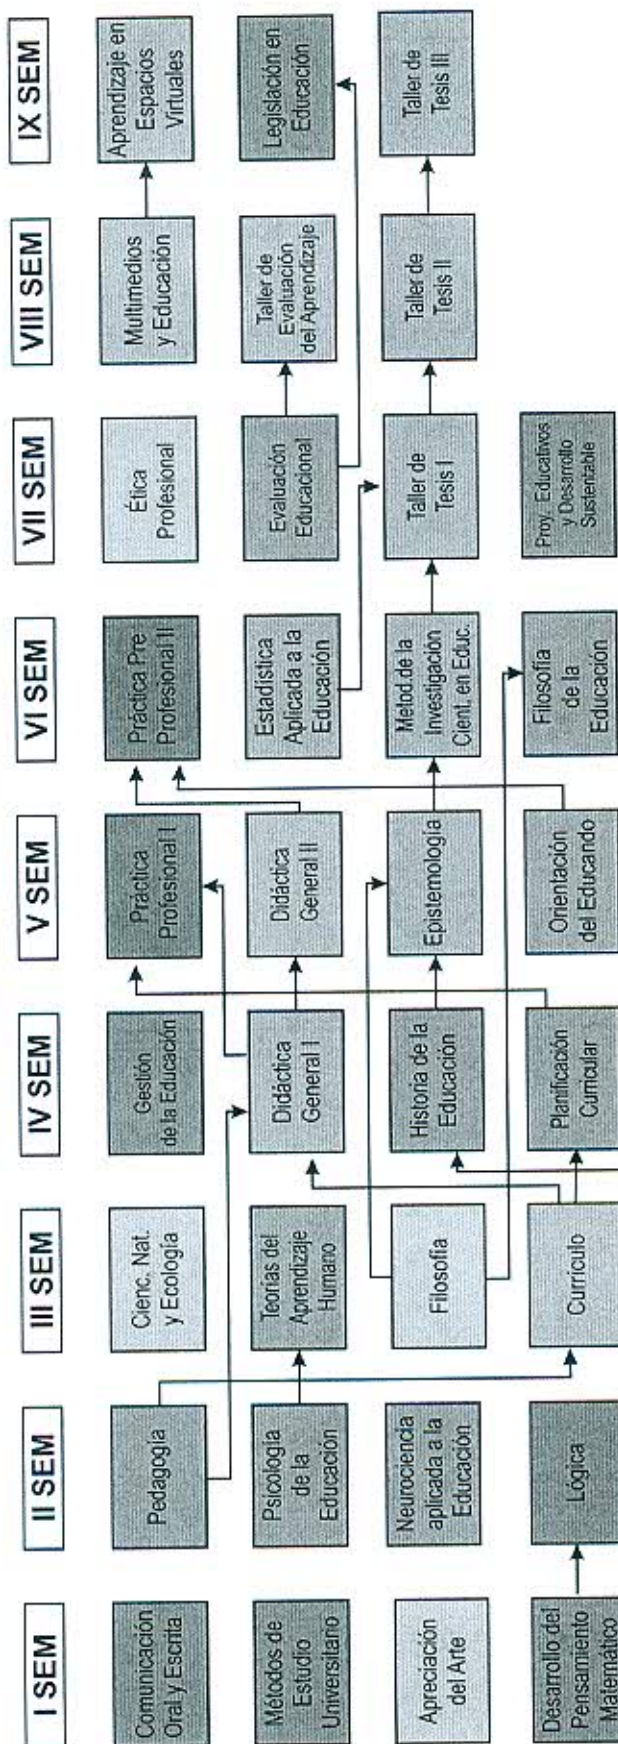 I SEM
II SEM
III SEM
IV SEM
V SEM
VI SEM
VII SEM
VIII SEM
IX SEM
Comunicación
Oral y Escrita
Pedagogía
Cienc. Nat.
y Ecología
Gestión
de la Educación
Práctica
Profesional I
Práctica Pre
Profesional II
Ética
Profesional
Multimedios
y Educación
Aprendizaje en
Espacios
Virtuales
Métodos de
Estudio
Universitario
Psicología
de la
Educación
Teorías del
Aprendizaje
Humano
Didáctica
General I
Didáctica
General II
Estadística
Aplicada a la
Educación
Evaluación
Educacional
Taller de
Evaluación
del Aprendizaje
Legislación en
Educación
Apreciación
del Arte
Neurociencia
aplicada a la
Educación
Filosofía
Historia de la
Educación
Epistemología
Metod.de la
Investigación
Cient. en Educ.
Taller de
Tesis I
Taller de
Tesis II
Taller de
Tesis III
Desarrollo del
Pensamiento
Matemático
Lógica
Currículo
Planificación
Curricular
Orientación
del Educando
Filosofía
de la
Educación
Proy. Educativos
y Desarrollo
Sustentable